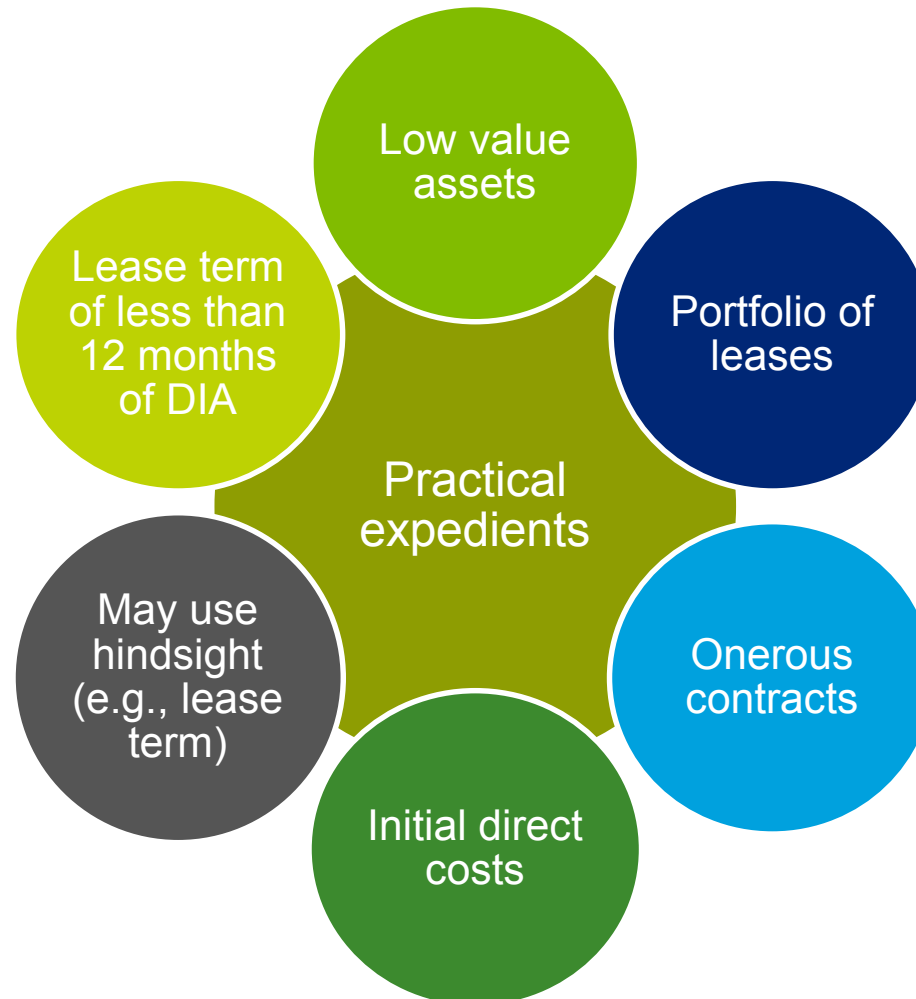 Low value
assets
Portfolio of
leases
Onerous
contracts
Initial direct
costs
May use
hindsight
(e.g., lease
term)
Lease term
of less than
12 months
of DIA
Practical
expedients